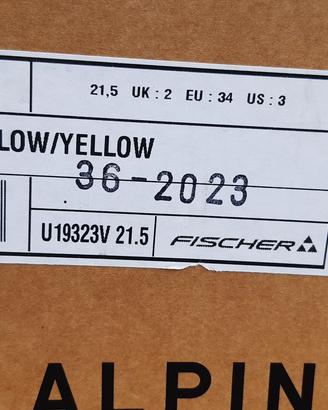 21,5 UK : 2 EU : 34 US : 3
LOW/YELLOW
36-2023
U19323V 21.5 FISCHER
ALPIN